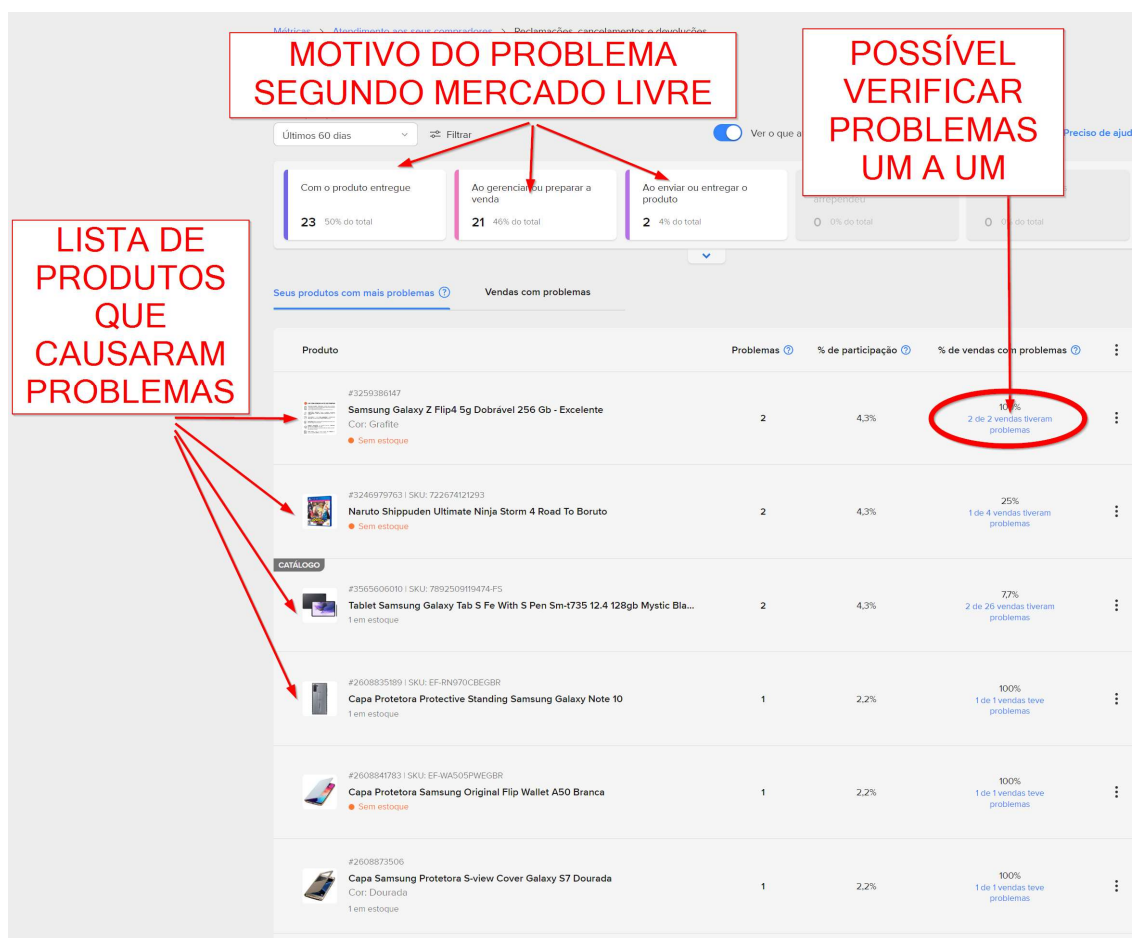 Métricas > Atendimento aos seus compradores > Reclamações, cancelamentos e devoluções
MOTIVO DO PROBLEMA
SEGUNDO MERCADO LIVRE
POSSÍVEL
VERIFICAR
PROBLEMAS
UM A UM
Últimos 60 dias
Filtrar
Ver o que a
Preciso de ajud
Com o produto entregue
23 50% do total
Ao gerenciar ou preparar a
venda
21 46% do total
Ao enviar ou entregar o
produto
2 4% do total
arrependeu
0 0% do total
0 0% do total
LISTA DE
PRODUTOS
QUE
CAUSARAM
PROBLEMAS
Seus produtos com mais problemas
Vendas com problemas
Produto
Problemas
% de participação
% de vendas com problemas
#3259386147
Samsung Galaxy Z Flip4 5g Dobrável 256 Gb - Excelente
Cor: Grafite
Sem estoque
2
4,3%
100%
2 de 2 vendas tiveram
problemas
#3246979763 | SKU: 722674121293
Naruto Shippuden Ultimate Ninja Storm 4 Road To Boruto
Sem estoque
2
4,3%
25%
1 de 4 vendas tiveram
problemas
CATÁLOGO
#3565606010 | SKU: 7892509119474-FS
Tablet Samsung Galaxy Tab S Fe With S Pen Sm-t735 12.4 128gb Mystic Bla...
1 em estoque
2
4,3%
7,7%
2 de 26 vendas tiveram
problemas
#2608835189 | SKU: EF-RN970CBEGBR
Capa Protetora Protective Standing Samsung Galaxy Note 10
1 em estoque
1
2,2%
100%
1 de 1 vendas teve
problemas
#2608841783 | SKU: EF-WA505PWEGBR
Capa Protetora Samsung Original Flip Wallet A50 Branca
Sem estoque
1
2,2%
100%
1 de 1 vendas teve
problemas
#2608873506
Capa Samsung Protetora S-view Cover Galaxy S7 Dourada
Cor: Dourada
1 em estoque
1
2,2%
100%
1 de 1 vendas teve
problemas